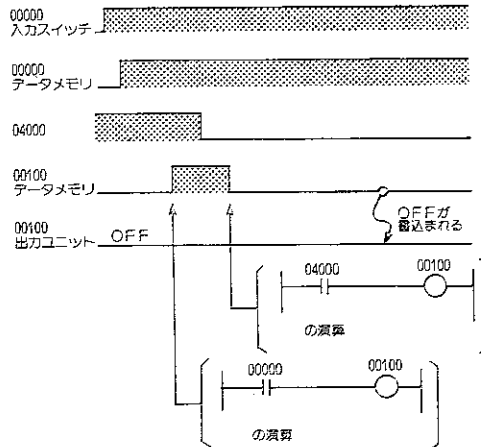 00000
入力スイッチ
00000
データメモリ
04000
00100
データメモリ
00100
出力ユニット
OFF
OFFが
書込まれる
04000 00100
の演算
00000 00100
の演算